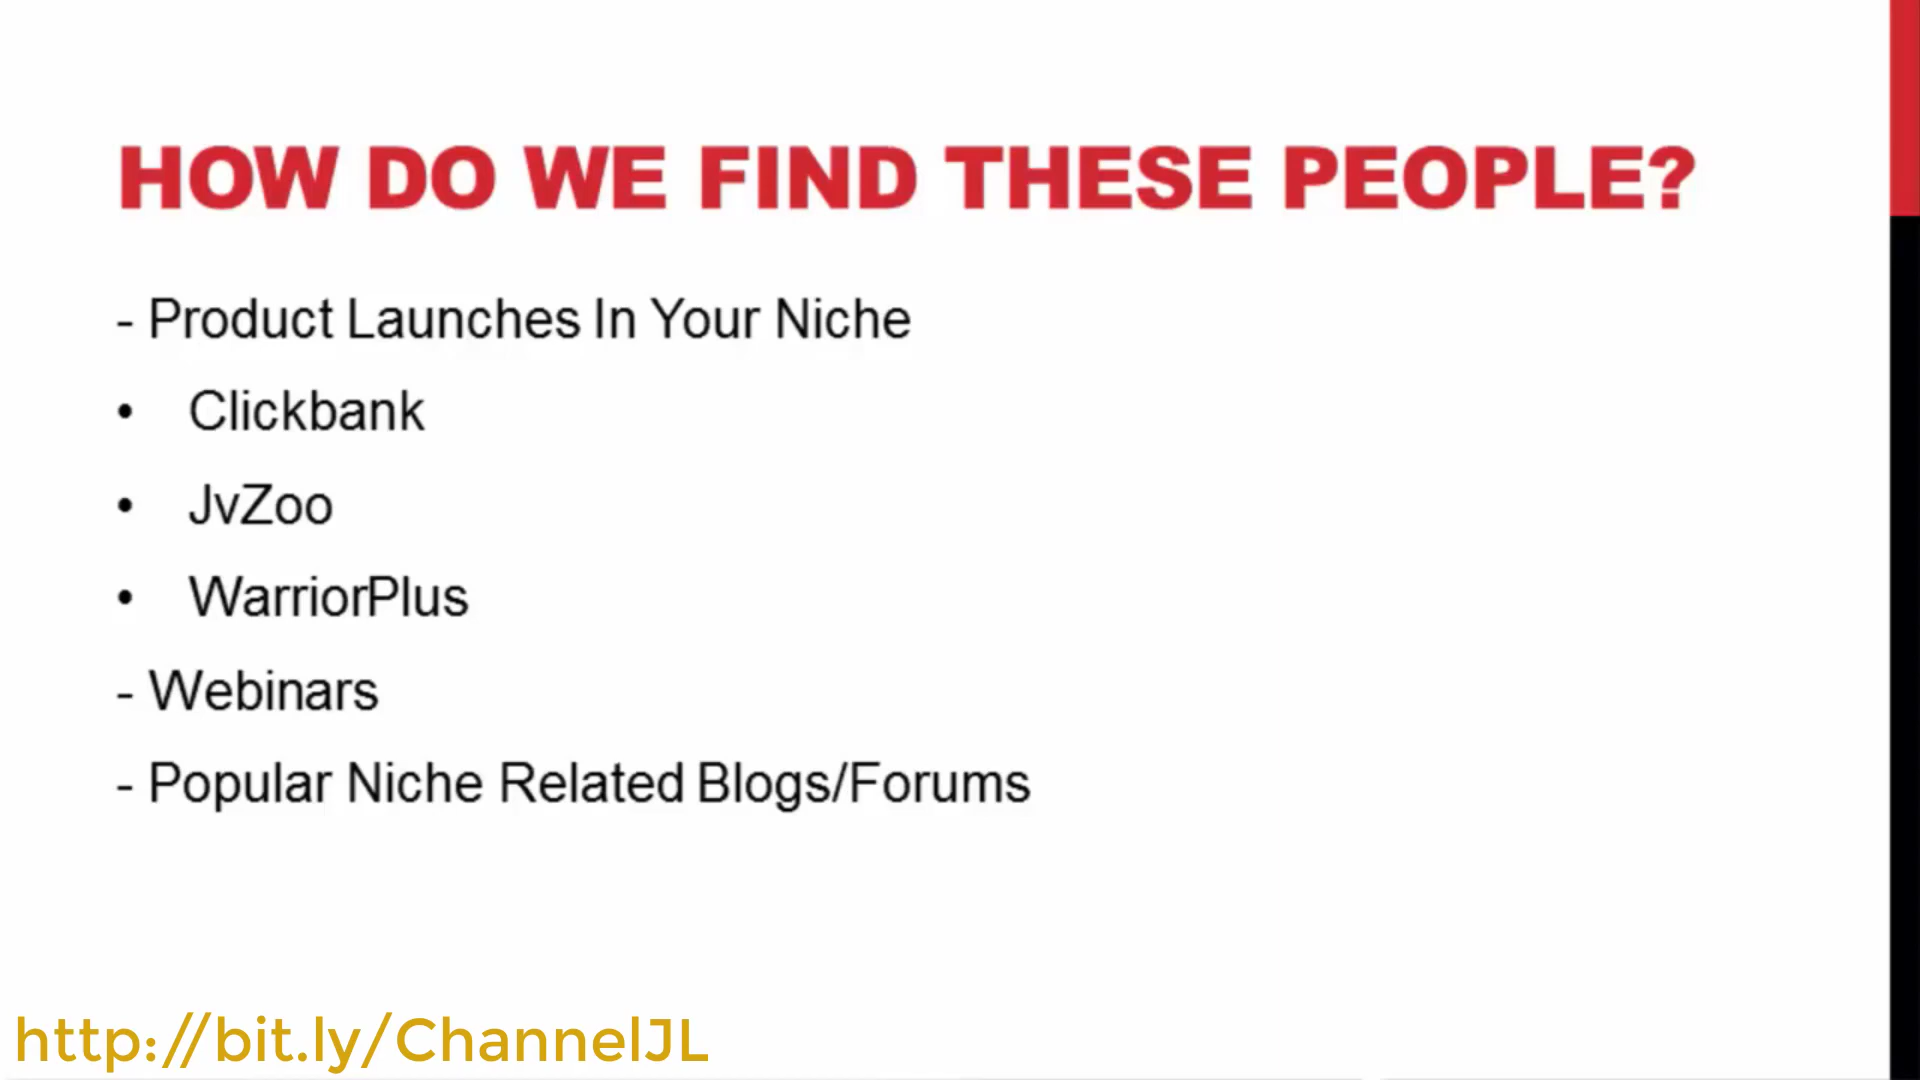 HOW DO WE FIND THESE PEOPLE?
- Product Launches In Your Niche
• Clickbank
• JvZoo
• WarriorPlus
- Webinars
- Popular Niche Related Blogs/Forums
http://bit.ly/ChannelJL